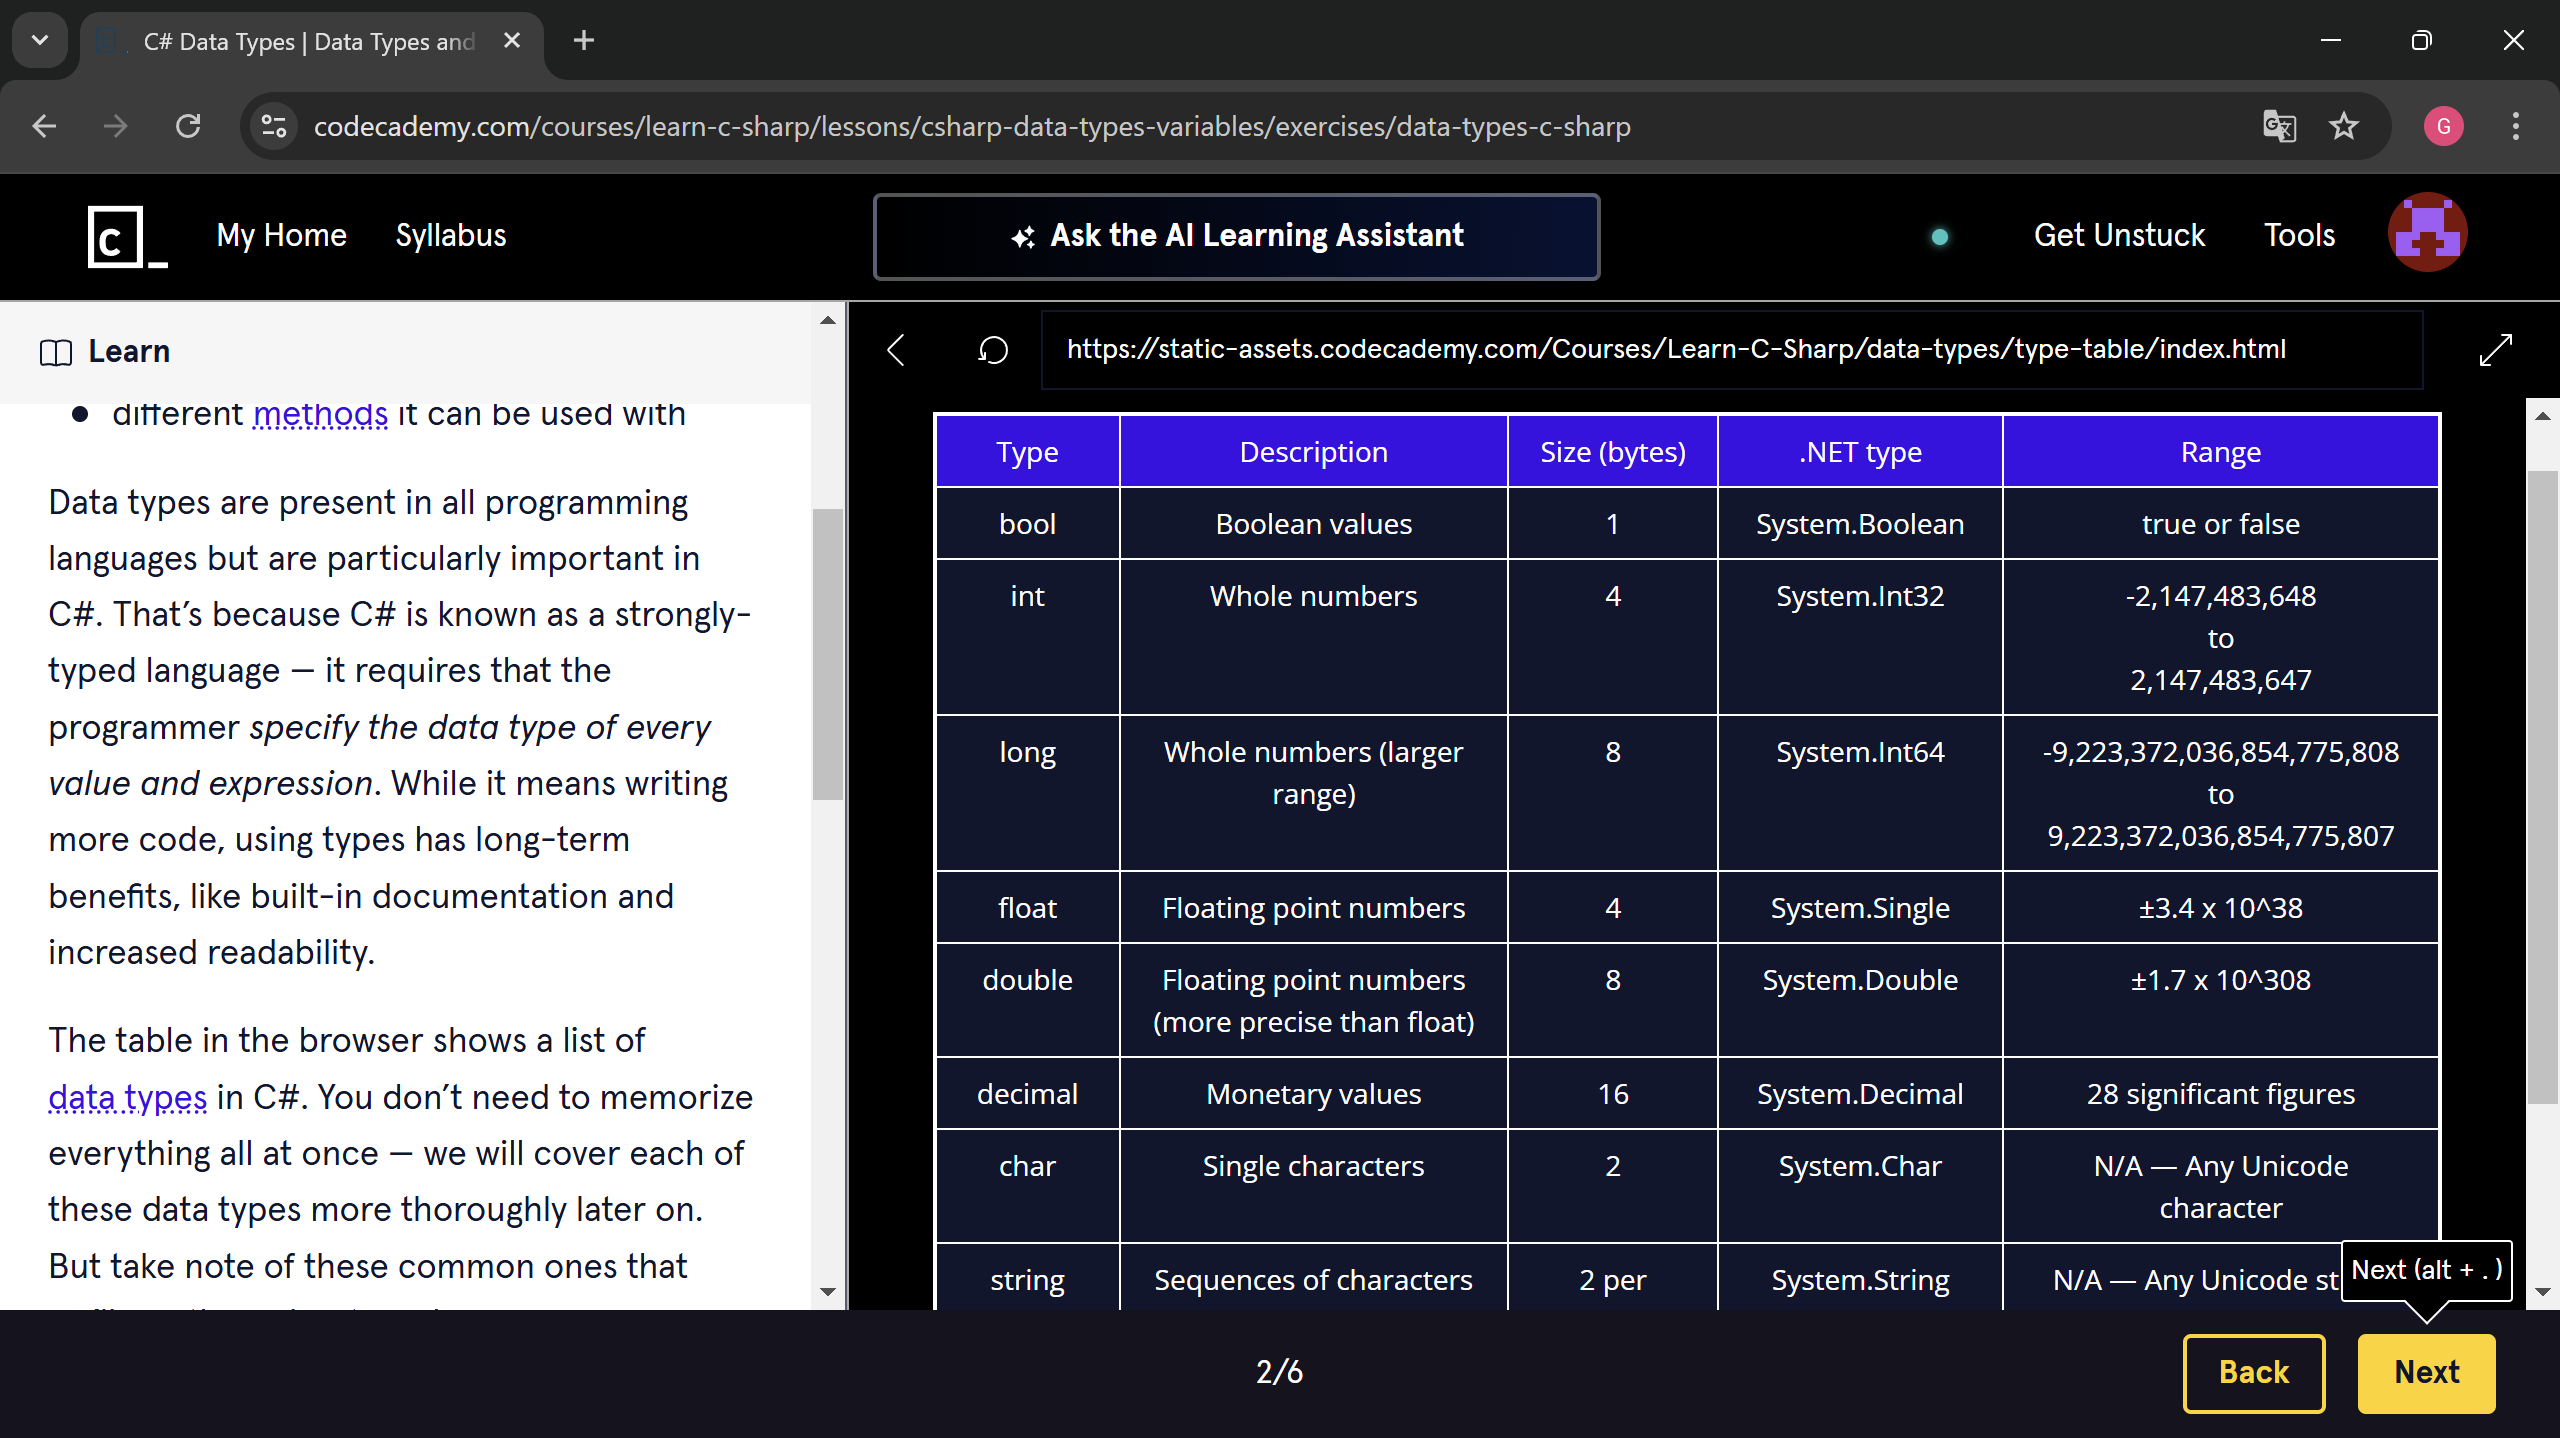 C# Data Types | Data Types and
codecademy.com/courses/learn-c-sharp/lessons/csharp-data-types-variables/exercises/data-types-c-sharp
G
c_
My Home
Syllabus
Ask the AI Learning Assistant
Get Unstuck
Tools
Learn
different methods it can be used with
Data types are present in all programming
languages but are particularly important in
C#. That’s because C# is known as a strongly-
typed language — it requires that the
programmer specify the data type of every
value and expression. While it means writing
more code, using types has long-term
benefits, like built-in documentation and
increased readability.
The table in the browser shows a list of
data types in C#. You don’t need to memorize
everything all at once — we will cover each of
these data types more thoroughly later on.
But take note of these common ones that
https://static-assets.codecademy.com/Courses/Learn-C-Sharp/data-types/type-table/index.html
Type Description Size (bytes) .NET type Range
bool Boolean values 1 System.Boolean true or false
int Whole numbers 4 System.Int32 -2,147,483,648
to
2,147,483,647
long Whole numbers (larger 8 System.Int64 -9,223,372,036,854,775,808
range) to
9,223,372,036,854,775,807
float Floating point numbers 4 System.Single ±3.4 x 10^38
double Floating point numbers 8 System.Double ±1.7 x 10^308
(more precise than float)
decimal Monetary values 16 System.Decimal 28 significant figures
char Single characters 2 System.Char N/A — Any Unicode
character
string Sequences of characters 2 per System.String N/A — Any Unicode st
Next (alt + . )
2/6
Back
Next